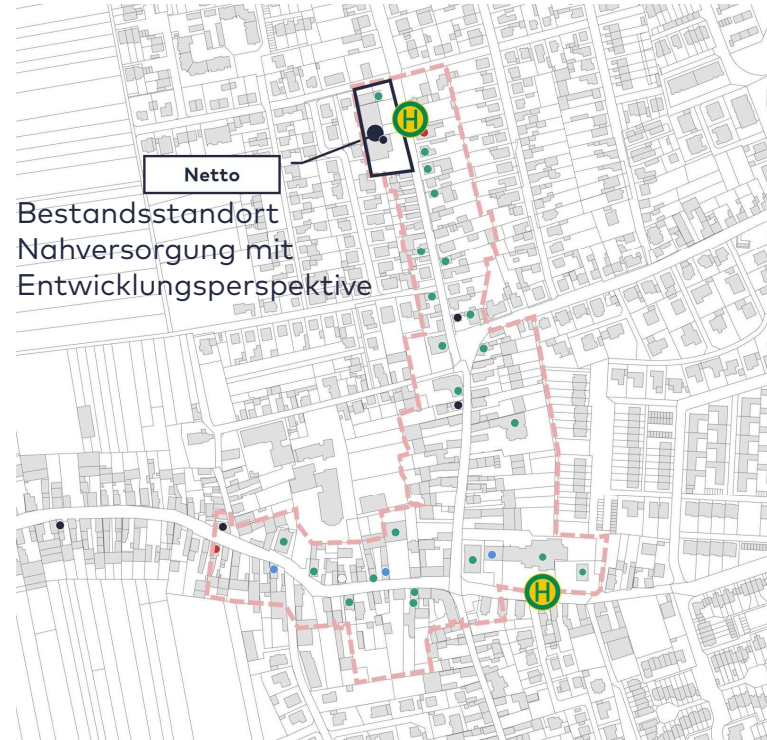 H
Netto
Bestandsstandort
Nahversorgung mit
Entwicklungsperspektive
H